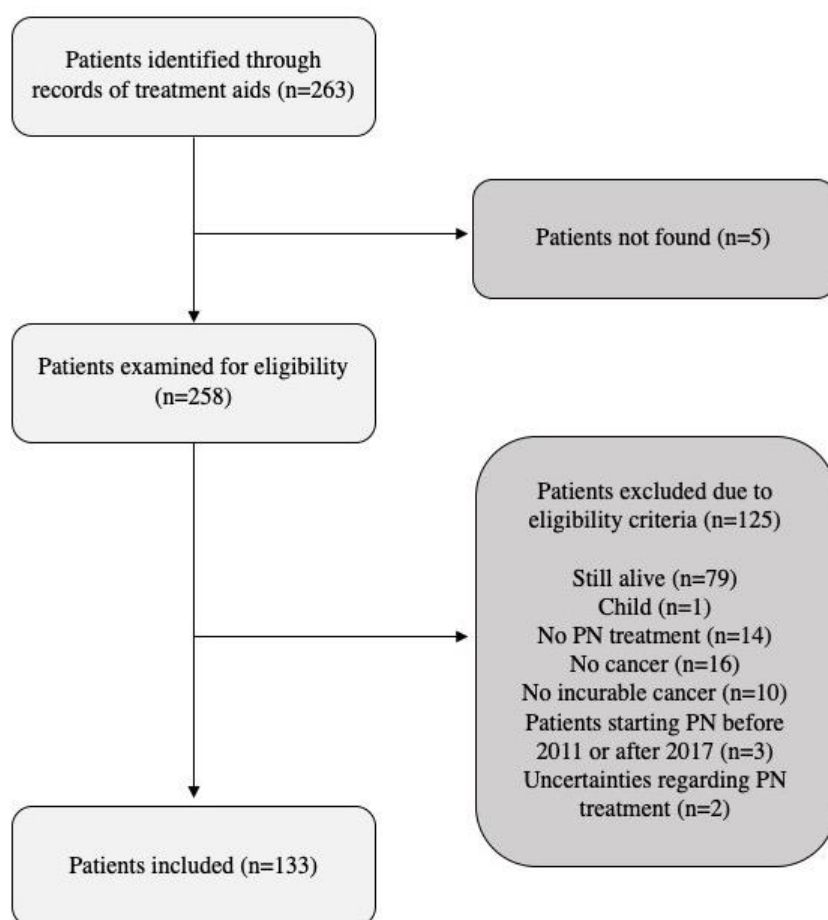 Patients identified through
records of treatment aids (n=263)
Patients not found (n=5)
Patients examined for eligibility
(n=258)
Patients excluded due to
eligibility criteria (n=125)
Still alive (n=79)
Child (n=1)
No PN treatment (n=14)
No cancer (n=16)
No incurable cancer (n=10)
Patients starting PN before
2011 or after 2017 (n=3)
Uncertainties regarding PN
treatment (n=2)
Patients included (n=133)